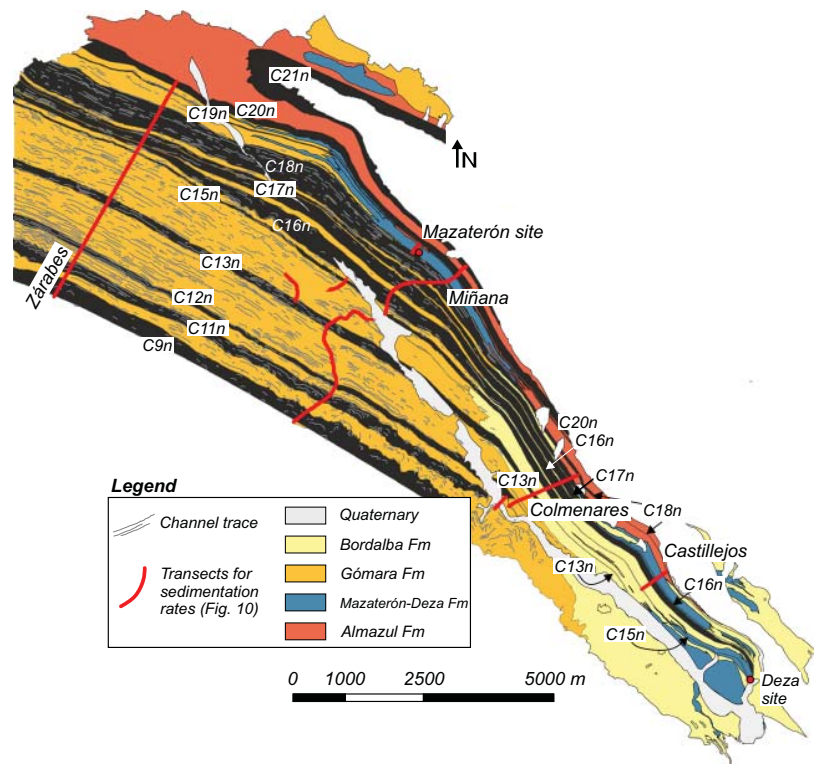 C21n
C19n
C20n
N
C18n
C17n
C15n
C16n
Mazaterón site
C13n
Zárabes
Miñana
C12n
C11n
C9n
C20n
C16n
C13n
C17n
Legend
Channel trace
Transects for
sedimentation
rates (Fig. 10)
Quaternary
Bordalba Fm
Gómara Fm
Mazaterón-Deza Fm
Almazul Fm
Colmenares
C18n
Castillejos
C13n
C16n
C15n
Deza
site
0 1000 2500 5000 m